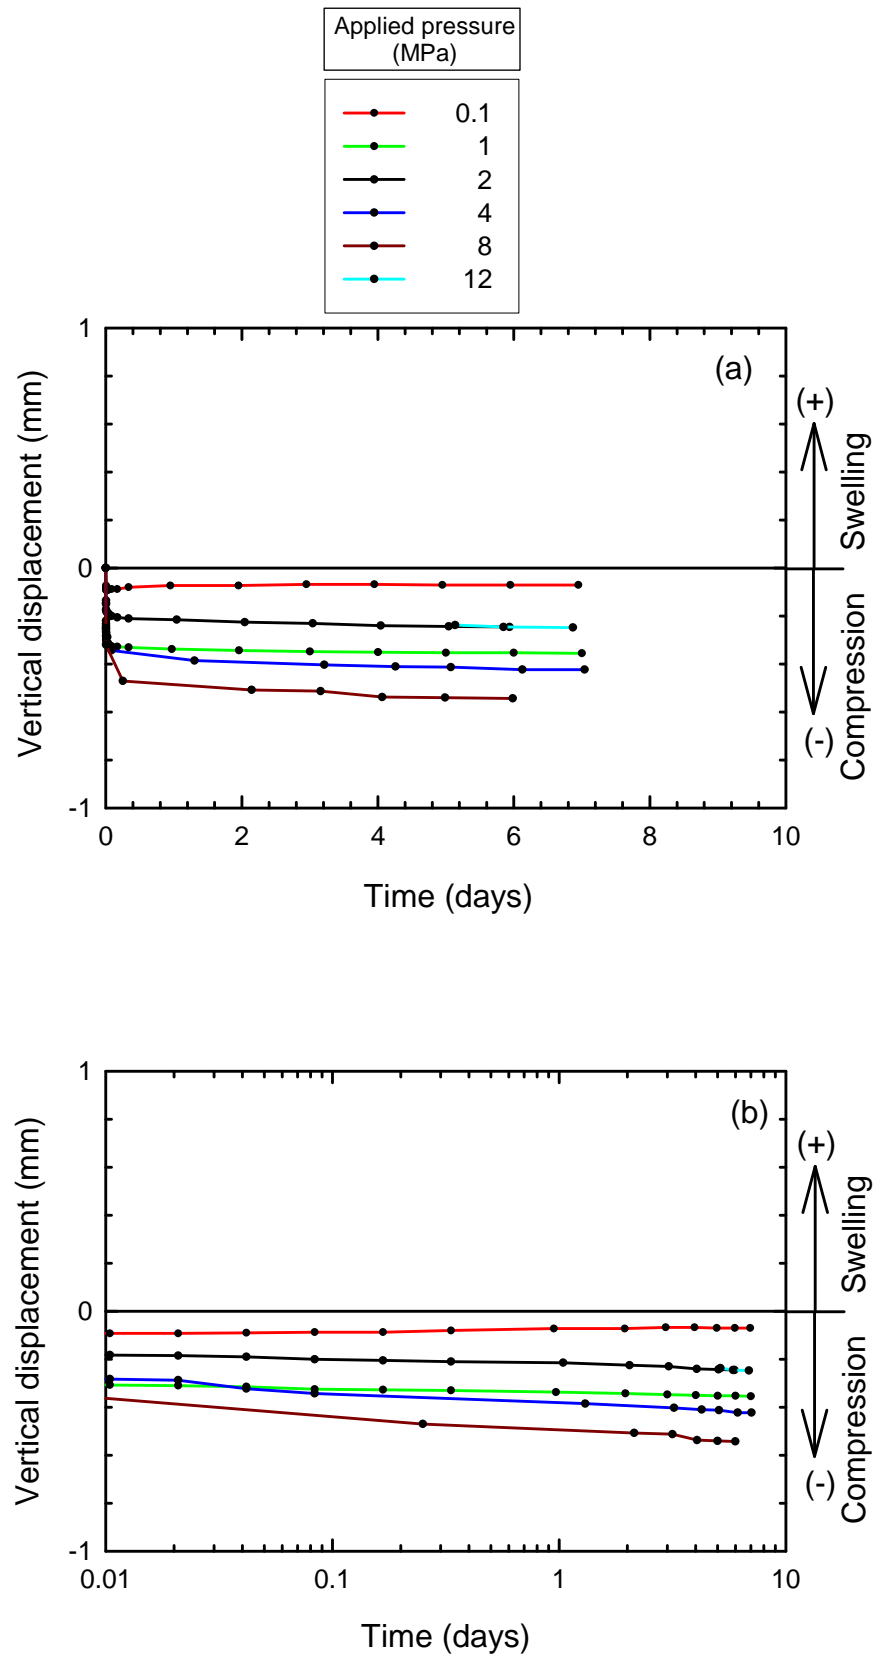 Applied pressure
(MPa)
0.1
1
2
4
8
12
1
(a)
(+)
Swelling
Vertical displacement (mm)
0
Compression
(-)
-1
0 2 4 6 8 10
Time (days)
1
(b)
(+)
Swelling
Vertical displacement (mm)
0
Compression
(-)
-1
0.01 0.1 1 10
Time (days)